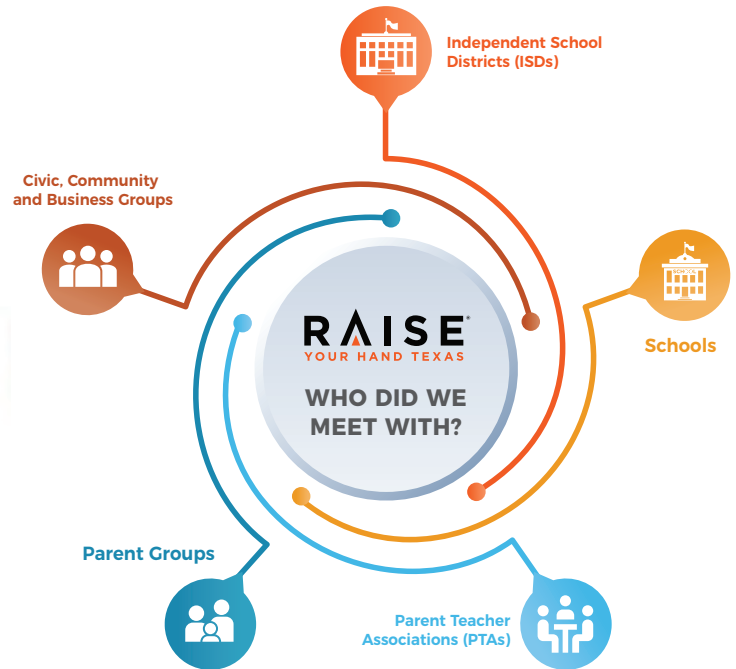 Independent School
Districts (ISDs)
Civic, Community
and Business Groups
SCHOOL
Schools
RAISE®
YOUR HAND TEXAS
WHO DID WE
MEET WITH?
Parent Groups
Parent Teacher
Associations (PTAs)